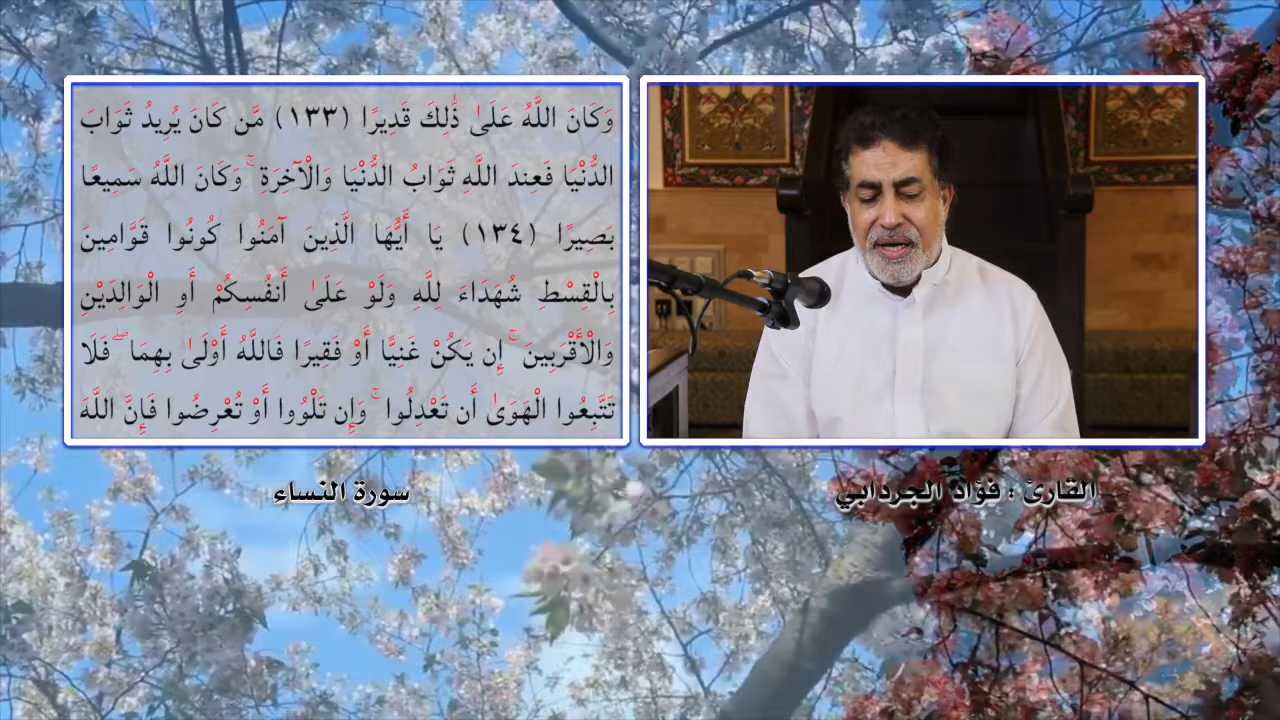 وَكَانَ اللَّهُ عَلَىٰ ذَٰلِكَ قَدِيرًا (١٣٣) مَّن كَانَ يُرِيدُ ثَوَابَ
الدُّنْيَا فَعِندَ اللَّهِ ثَوَابُ الدُّنْيَا وَالْآخِرَةِ ۚ وَكَانَ اللَّهُ سَمِيعًا
بَصِيرًا (١٣٤) يَا أَيُّهَا الَّذِينَ آمَنُوا كُونُوا قَوَّامِينَ
بِالْقِسْطِ شُهَدَاءَ لِلَّهِ وَلَوْ عَلَىٰ أَنفُسِكُمْ أَوِ الْوَالِدَيْنِ
وَالْأَقْرَبِينَ ۚ إِن يَكُنْ غَنِيًّا أَوْ فَقِيرًا فَاللَّهُ أَوْلَىٰ بِهِمَا ۖ فَلَا
تَتَّبِعُوا الْهَوَىٰ أَن تَعْدِلُوا ۚ وَإِن تَلْوُوا أَوْ تُعْرِضُوا فَإِنَّ اللَّهَ
سورة النساء
القارئ : فؤاد الجردابي